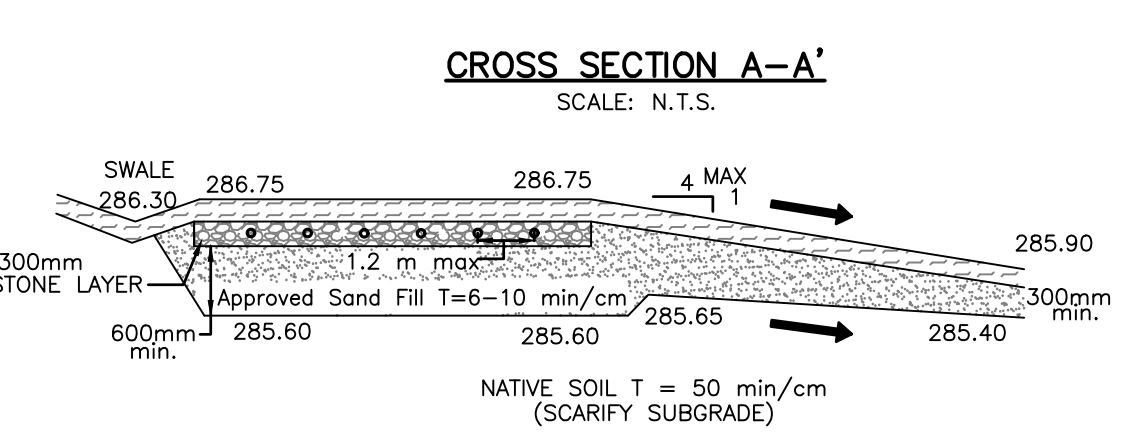 CROSS SECTION A-A'
SCALE: N.T.S.
SWALE
286.30
286.75
286.75
4
MAX
1
285.90
300mm
STONE LAYER
1.2 m max
Approved Sand Fill T=6-10 min/cm
300mm
min.
600mm
min.
285.60
285.60
285.65
285.40
NATIVE SOIL T = 50 min/cm
(SCARIFY SUBGRADE)